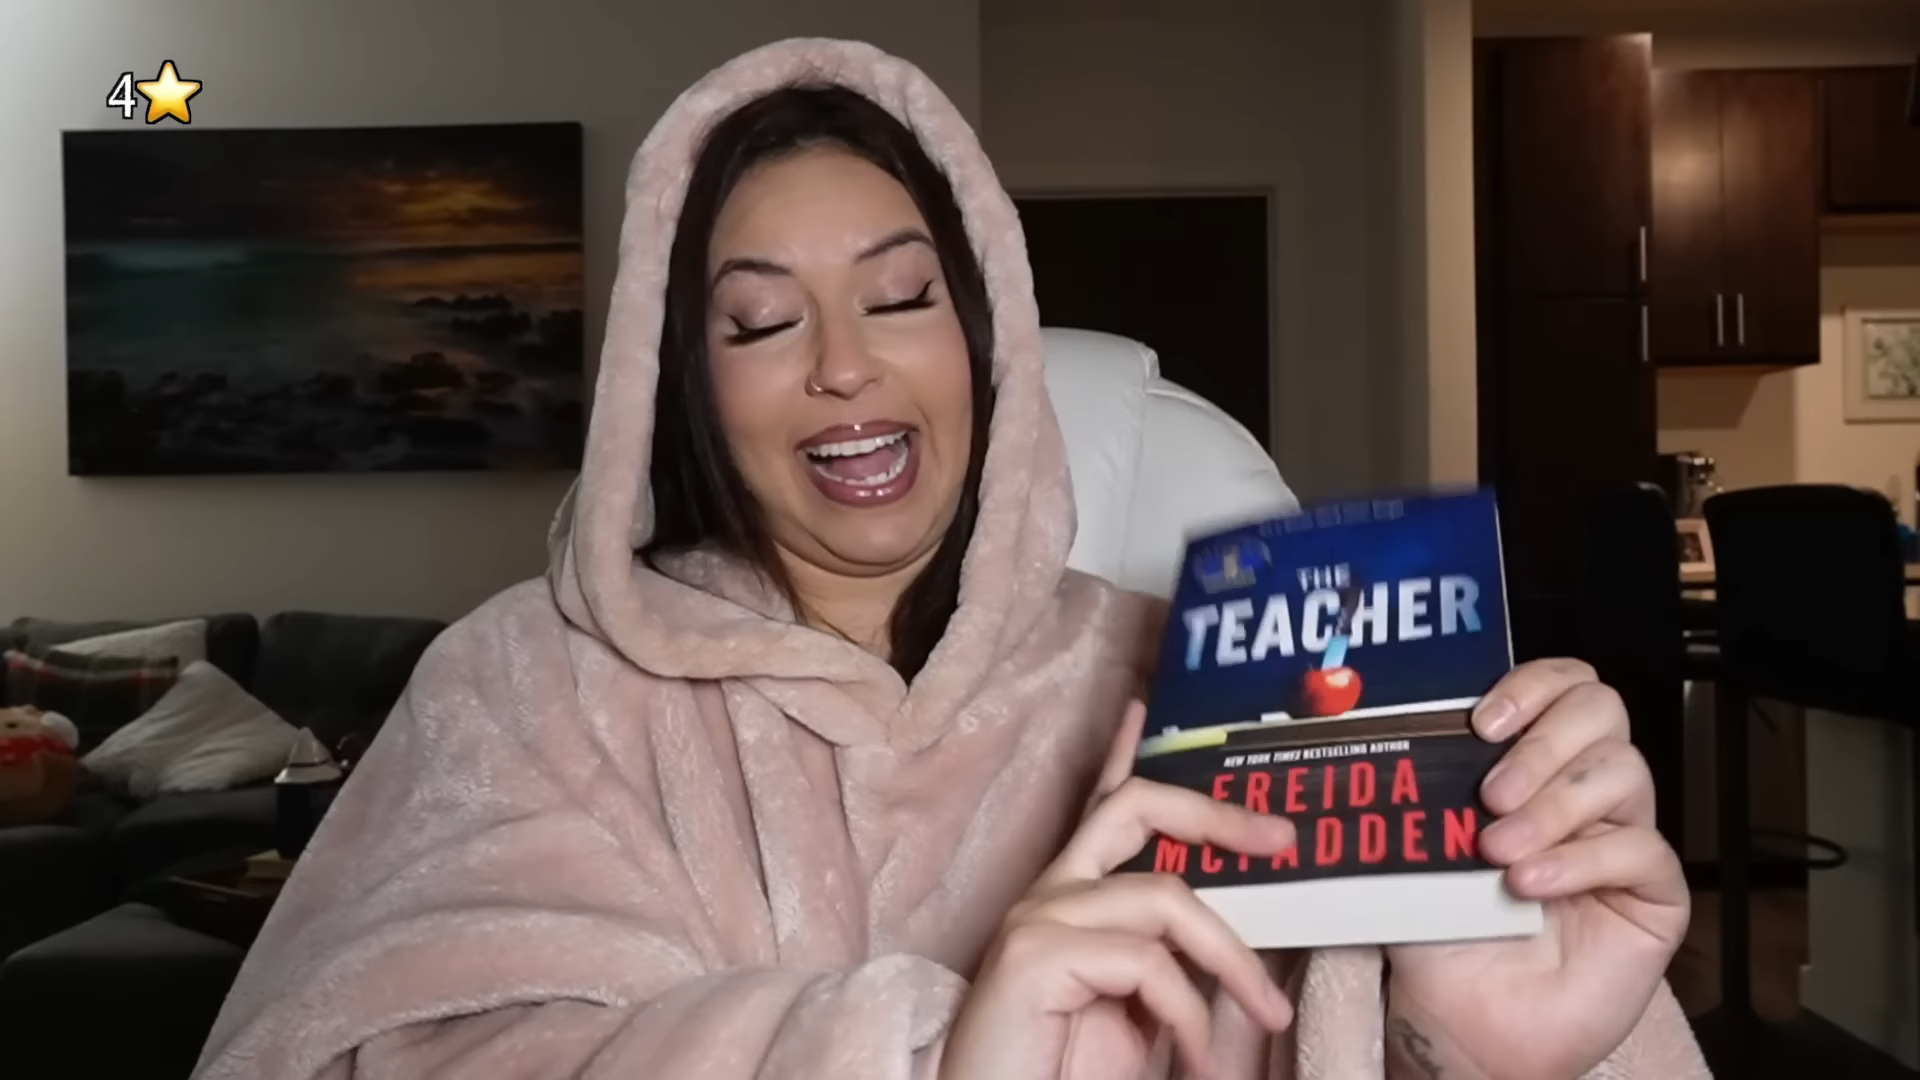 4⭐
THE
TEACHER
NEW YORK TIMES BESTSELLING AUTHOR
FREIDA
MCFADDEN